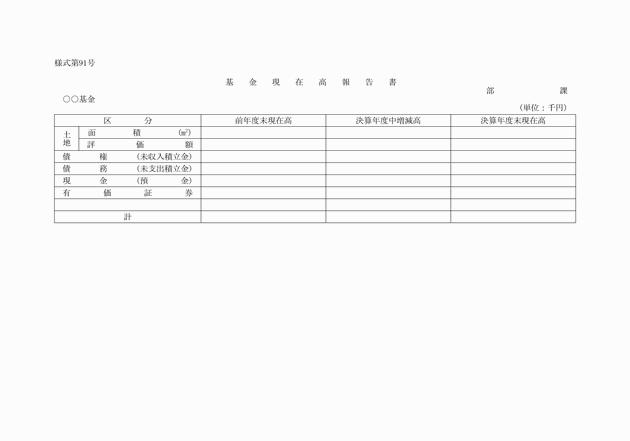 様式第91号
基金現在高報告書
部 課
○○基金
(単位:千円)
区 分 前年度末現在高 決算年度中増減高 決算年度末現在高
土地 面 積 (㎡)
評 価 額
債 権 (未収入積立金)
債 務 (未支出積立金)
現 金 (預 金)
有 価 証 券
計